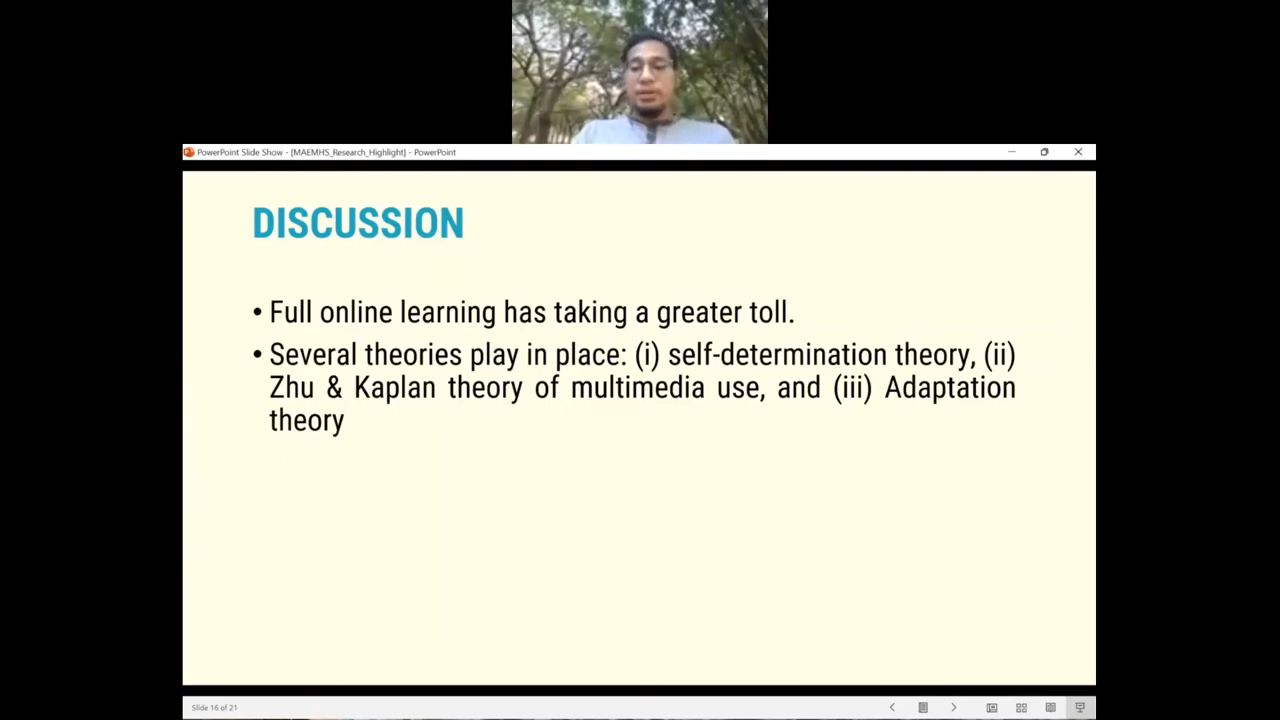 PowerPoint Slide Show - [MAEMHS_Research_Highlight] - PowerPoint
DISCUSSION
• Full online learning has taking a greater toll.
• Several theories play in place: (i) self-determination theory, (ii)
Zhu & Kaplan theory of multimedia use, and (iii) Adaptation
theory
Slide 16 of 21